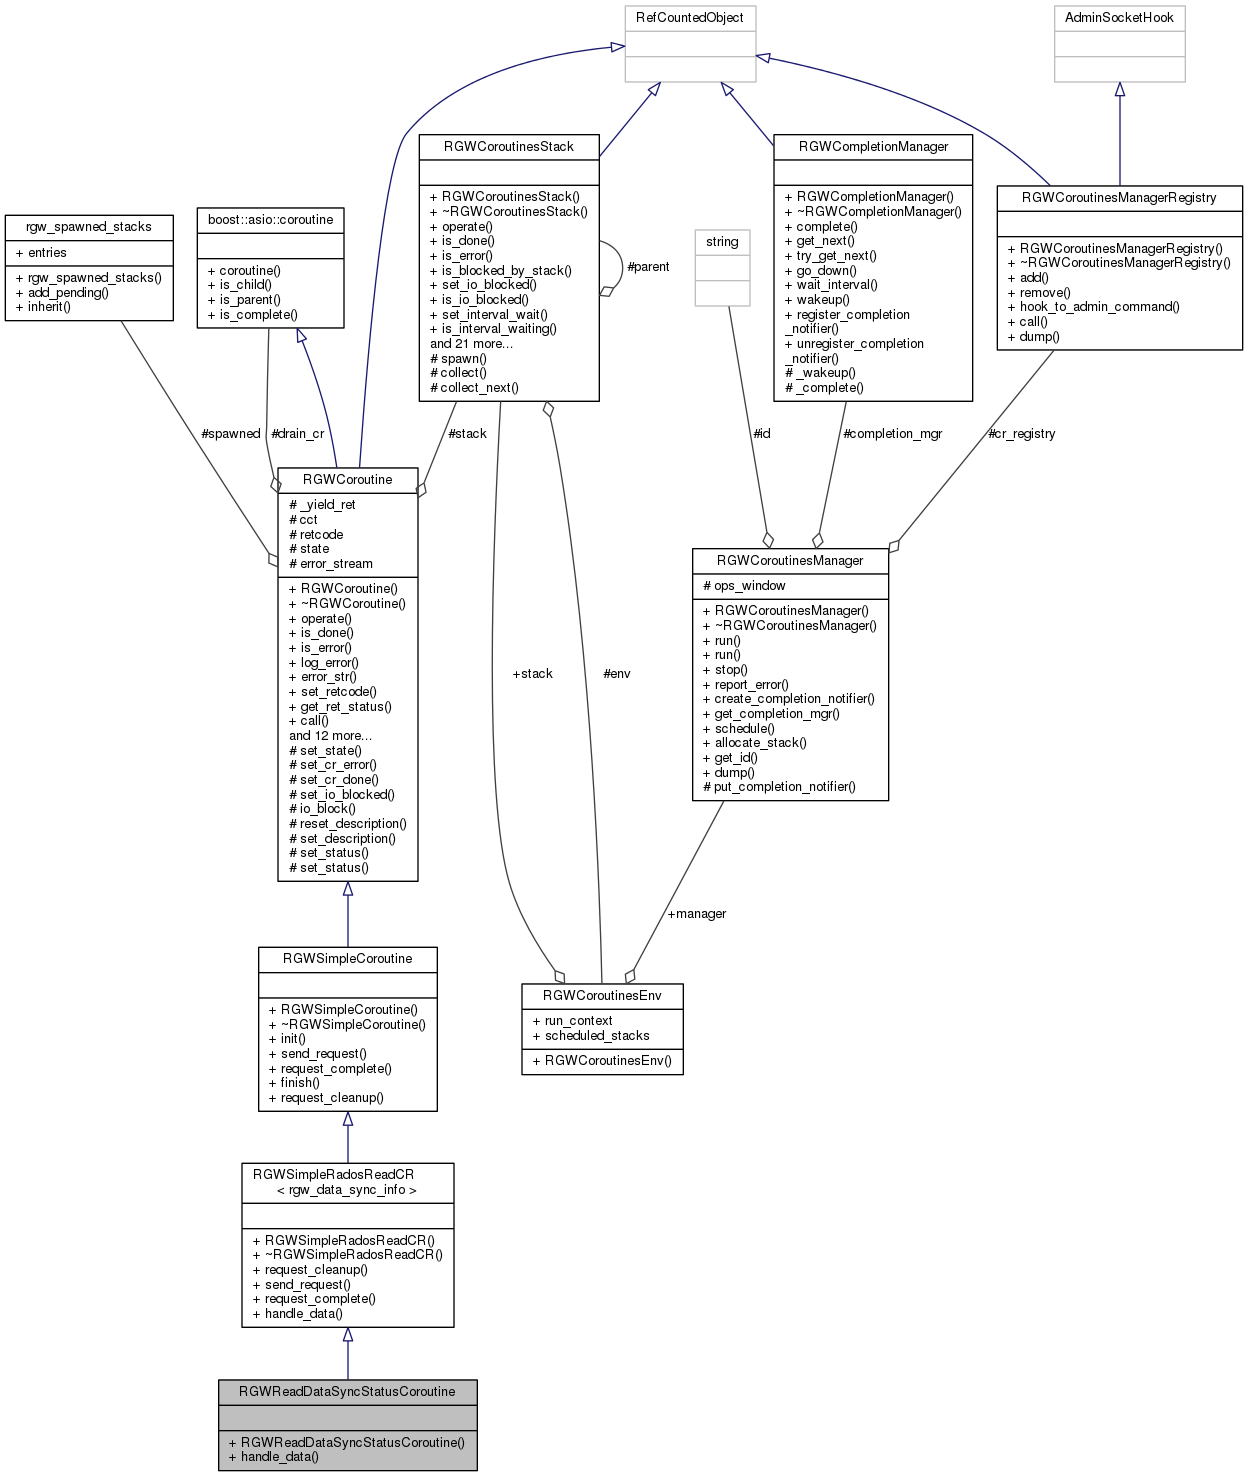 RefCountedObject
AdminSocketHook
RGWCoroutinesStack
+ RGWCoroutinesStack()
+ ~RGWCoroutinesStack()
+ operate()
+ is_done()
+ is_error()
+ is_blocked_by_stack()
+ set_io_blocked()
+ is_io_blocked()
+ set_interval_wait()
+ is_interval_waiting()
and 21 more...
# spawn()
# collect()
# collect_next()
#parent
RGWCompletionManager
+ RGWCompletionManager()
+ ~RGWCompletionManager()
+ complete()
+ get_next()
+ try_get_next()
+ go_down()
+ wait_interval()
+ wakeup()
+ register_completion
_notifier()
+ unregister_completion
_notifier()
# _wakeup()
# _complete()
RGWCoroutinesManagerRegistry
+ RGWCoroutinesManagerRegistry()
+ ~RGWCoroutinesManagerRegistry()
+ add()
+ remove()
+ hook_to_admin_command()
+ call()
+ dump()
rgw_spawned_stacks
+ entries
+ rgw_spawned_stacks()
+ add_pending()
+ inherit()
boost::asio::coroutine
+ coroutine()
+ is_child()
+ is_parent()
+ is_complete()
string
#spawned
#drain_cr
#stack
#id
#completion_mgr
#cr_registry
RGWCoroutine
# _yield_ret
# cct
# retcode
# state
# error_stream
+ RGWCoroutine()
+ ~RGWCoroutine()
+ operate()
+ is_done()
+ is_error()
+ log_error()
+ error_str()
+ set_retcode()
+ get_ret_status()
+ call()
and 12 more...
# set_state()
# set_cr_error()
# set_cr_done()
# set_io_blocked()
# io_block()
# reset_description()
# set_description()
# set_status()
# set_status()
RGWCoroutinesManager
# ops_window
+ RGWCoroutinesManager()
+ ~RGWCoroutinesManager()
+ run()
+ run()
+ stop()
+ report_error()
+ create_completion_notifier()
+ get_completion_mgr()
+ schedule()
+ allocate_stack()
+ get_id()
+ dump()
# put_completion_notifier()
+stack
#env
+manager
RGWSimpleCoroutine
+ RGWSimpleCoroutine()
+ ~RGWSimpleCoroutine()
+ init()
+ send_request()
+ request_complete()
+ finish()
+ request_cleanup()
RGWCoroutinesEnv
+ run_context
+ scheduled_stacks
+ RGWCoroutinesEnv()
RGWSimpleRadosReadCR
< rgw_data_sync_info >
+ RGWSimpleRadosReadCR()
+ ~RGWSimpleRadosReadCR()
+ request_cleanup()
+ send_request()
+ request_complete()
+ handle_data()
RGWReadDataSyncStatusCoroutine
+ RGWReadDataSyncStatusCoroutine()
+ handle_data()